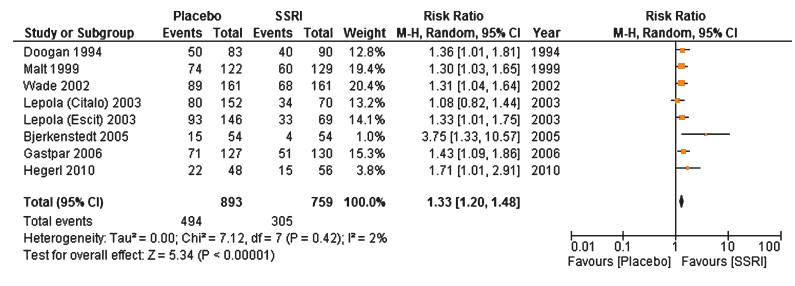 Placebo SSRI Risk Ratio Risk Ratio
Study or Subgroup Events Total Events Total Weight M-H, Random, 95% CI Year M-H, Random, 95% CI
Doogan 1994 50 83 40 90 12.8% 1.36 [1.01, 1.81] 1994
Malt 1999 74 122 60 129 19.4% 1.30 [1.03, 1.65] 1999
Wade 2002 89 161 68 161 20.4% 1.31 [1.04, 1.64] 2002
Lepola (Citalo) 2003 80 152 34 70 13.2% 1.08 [0.82, 1.44] 2003
Lepola (Escit) 2003 93 146 33 69 14.1% 1.33 [1.01, 1.75] 2003
Bjerkenstedt 2005 15 54 4 54 1.0% 3.75 [1.33, 10.57] 2005
Gastpar 2006 71 127 51 130 15.3% 1.43 [1.09, 1.86] 2006
Hegerl 2010 22 48 15 56 3.8% 1.71 [1.01, 2.91] 2010
Total (95% CI) 893 759 100.0% 1.33 [1.20, 1.48]
Total events 494 305
Heterogeneity: Tau² = 0.00; Chi² = 7.12, df = 7 (P = 0.42); I² = 2%
Test for overall effect: Z = 5.34 (P < 0.00001)
0.01 0.1 1 10 100
Favours [Placebo] Favours [SSRI]